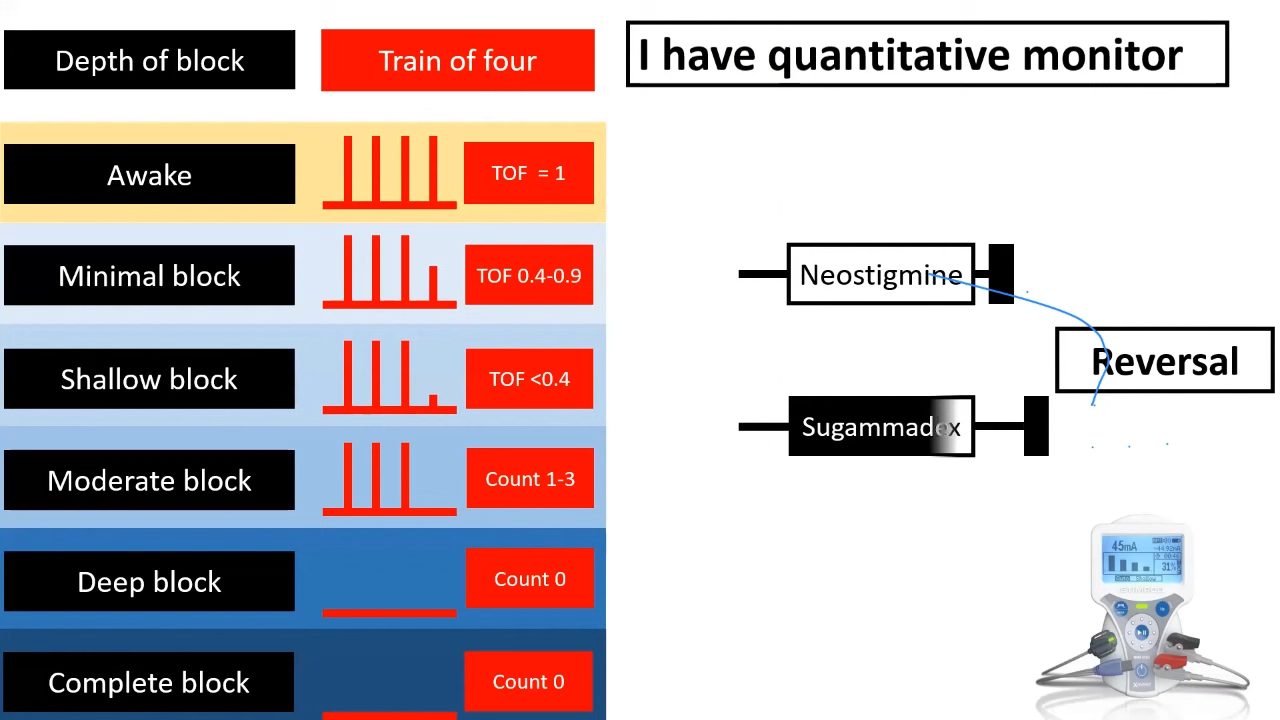 Depth of block
Train of four
I have quantitative monitor
Awake
TOF = 1
Minimal block
TOF 0.4-0.9
Neostigmine
Shallow block
TOF <0.4
Reversal
Sugammadex
Moderate block
Count 1-3
Deep block
Count 0
45mA
31%
Complete block
Count 0